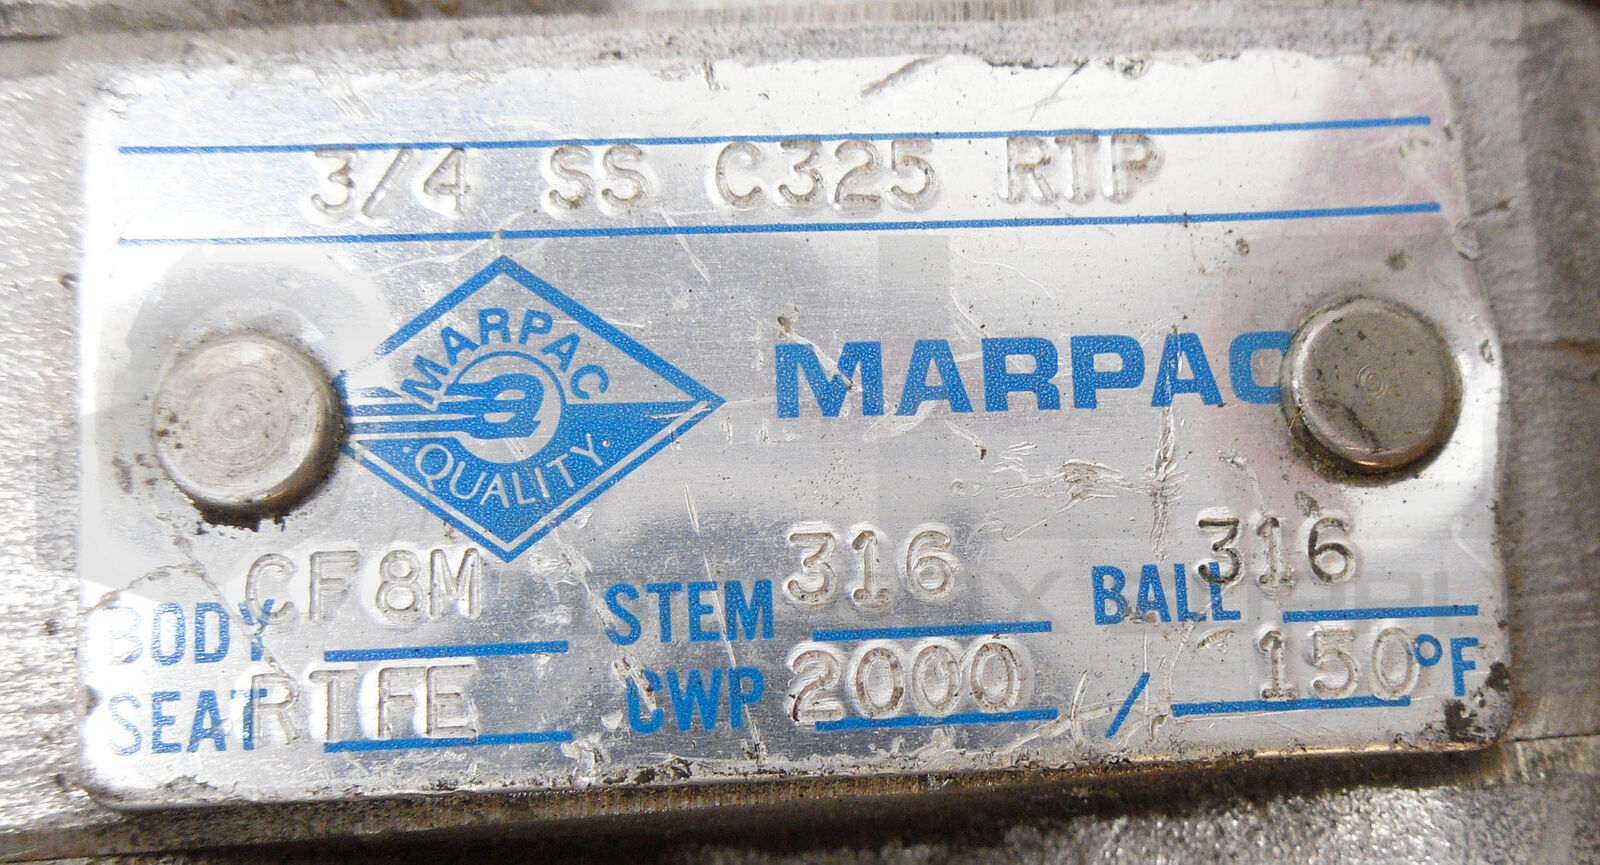 3/4 SS C325 RTP
MARPAC
QUALITY
MARPAC
BODY CF8M STEM 316 BALL 316
SEAT RTFE CWP 2000 / 150°F